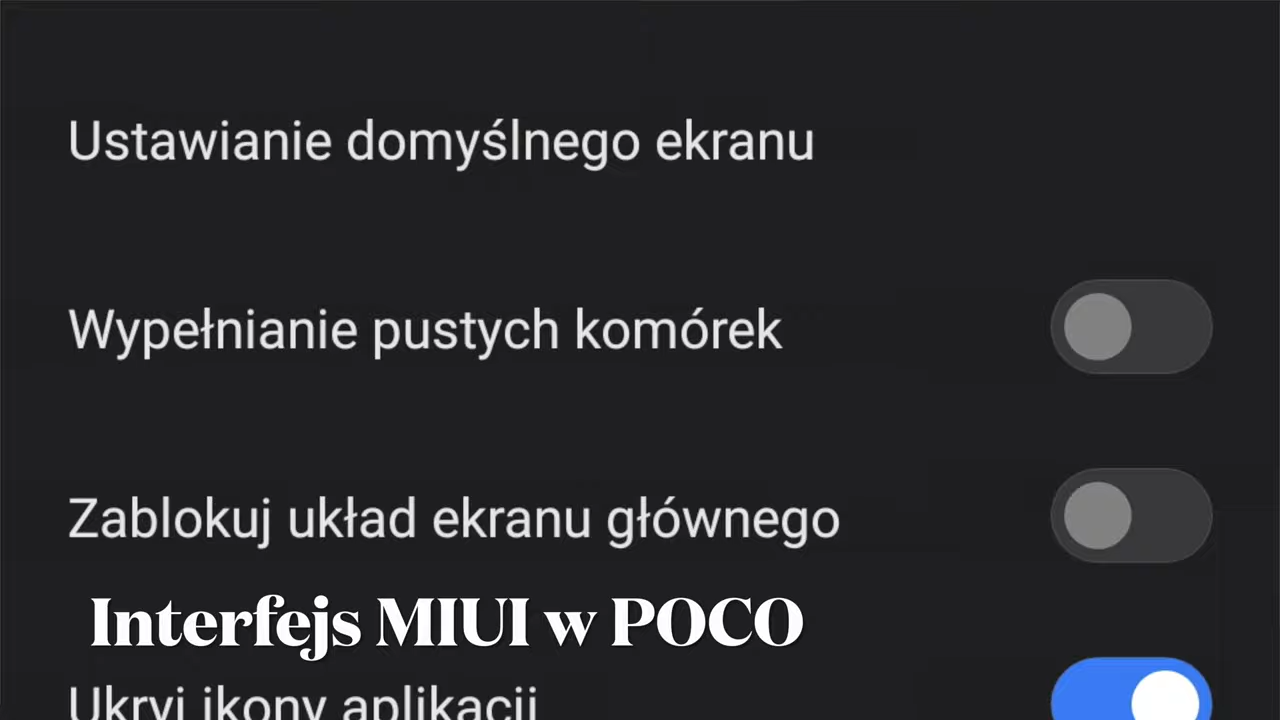 Ustawianie domyślnego ekranu
Wypełnianie pustych komórek
Zablokuj układ ekranu głównego
Interfejs MIUI w POCO
Ukryj ikony aplikacji